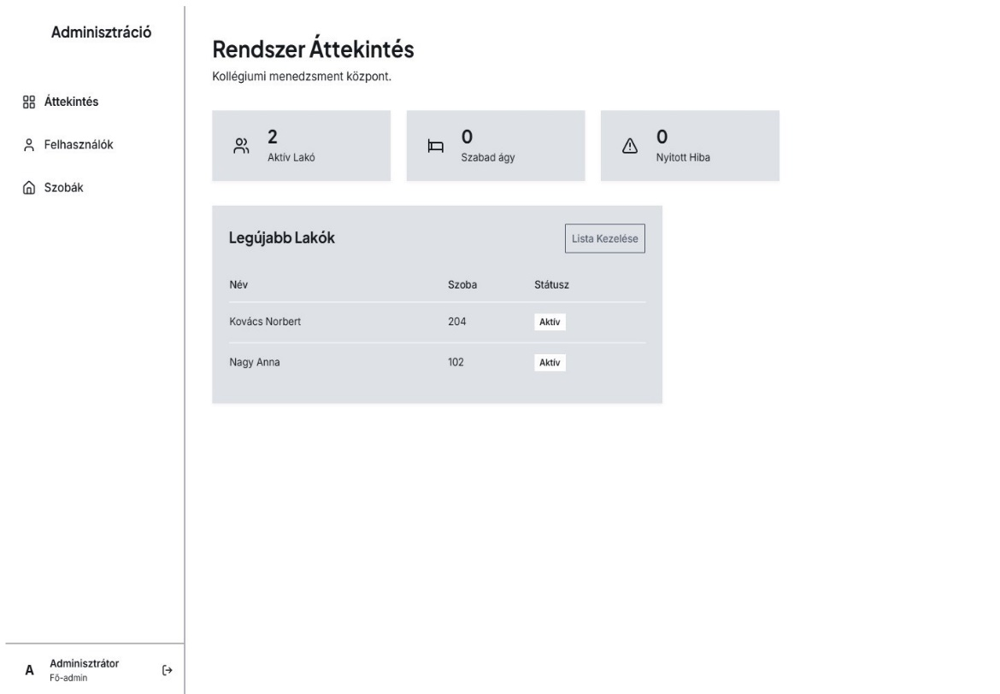 Adminisztráció
Áttekintés
Felhasználók
Szobák
A
Adminisztrátor
Fő-admin
Rendszer Áttekintés
Kollégiumi menedzsment központ.
2
Aktív Lakó
0
Szabad ágy
0
Nyitott Hiba
Legújabb Lakók
Lista Kezelése
Név Szoba Státusz
Kovács Norbert 204 Aktív
Nagy Anna 102 Aktív